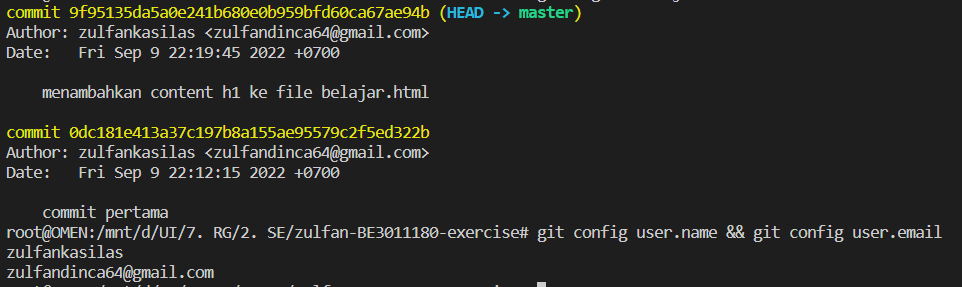 commit 9f95135da5a0e241b680e0b959bfd60ca67ae94b (HEAD -> master)
Author: zulfankasilas <zulfandinca64@gmail.com>
Date:   Fri Sep 9 22:19:45 2022 +0700
menambahkan content h1 ke file belajar.html
commit 0dc181e413a37c197b8a155ae95579c2f5ed322b
Author: zulfankasilas <zulfandinca64@gmail.com>
Date:   Fri Sep 9 22:12:15 2022 +0700
commit pertama
root@OMEN:/mnt/d/UI/7. RG/2. SE/zulfan-BE3011180-exercise# git config user.name && git config user.email
zulfankasilas
zulfandinca64@gmail.com